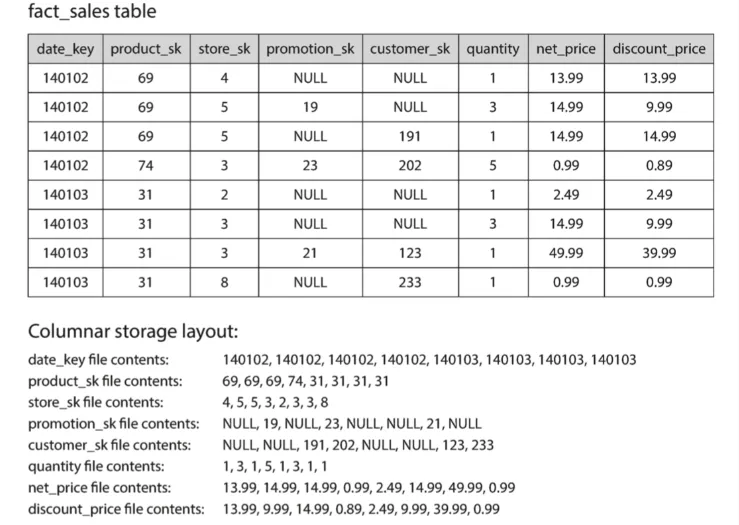 fact_sales table
date_key product_sk store_sk promotion_sk customer_sk quantity net_price discount_price
140102 69 4 NULL NULL 1 13.99 13.99
140102 69 5 19 NULL 3 14.99 9.99
140102 69 5 NULL 191 1 14.99 14.99
140102 74 3 23 202 5 0.99 0.89
140103 31 2 NULL NULL 1 2.49 2.49
140103 31 3 NULL NULL 3 14.99 9.99
140103 31 3 21 123 1 49.99 39.99
140103 31 8 NULL 233 1 0.99 0.99
Columnar storage layout:
date_key file contents: 140102, 140102, 140102, 140102, 140103, 140103, 140103, 140103
product_sk file contents: 69, 69, 69, 74, 31, 31, 31, 31
store_sk file contents: 4, 5, 5, 3, 2, 3, 3, 8
promotion_sk file contents: NULL, 19, NULL, 23, NULL, NULL, 21, NULL
customer_sk file contents: NULL, NULL, 191, 202, NULL, NULL, 123, 233
quantity file contents: 1, 3, 1, 5, 1, 3, 1, 1
net_price file contents: 13.99, 14.99, 14.99, 0.99, 2.49, 14.99, 49.99, 0.99
discount_price file contents: 13.99, 9.99, 14.99, 0.89, 2.49, 9.99, 39.99, 0.99